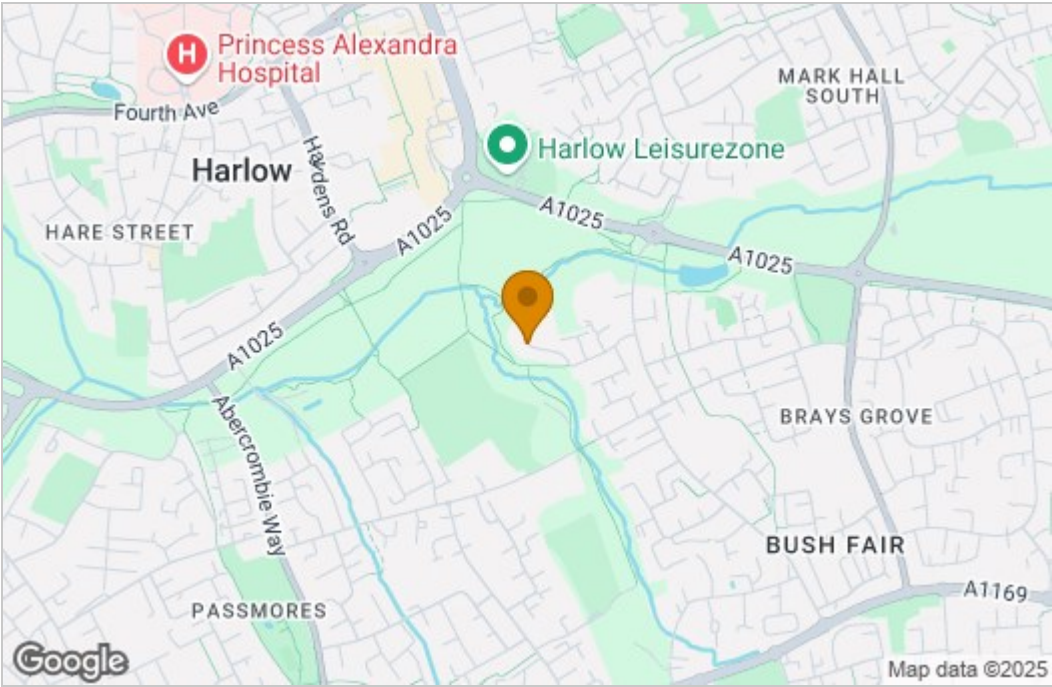 H
Princess Alexandra
Hospital
MARK HALL
SOUTH
Fourth Ave
Haydens Rd
Harlow Leisurezone
Harlow
HARE STREET
A1025
A1025
A1025
A1025
Abercrombie Way
BRAYS GROVE
BUSH FAIR
A1169
PASSMORES
Google
Map data ©2025